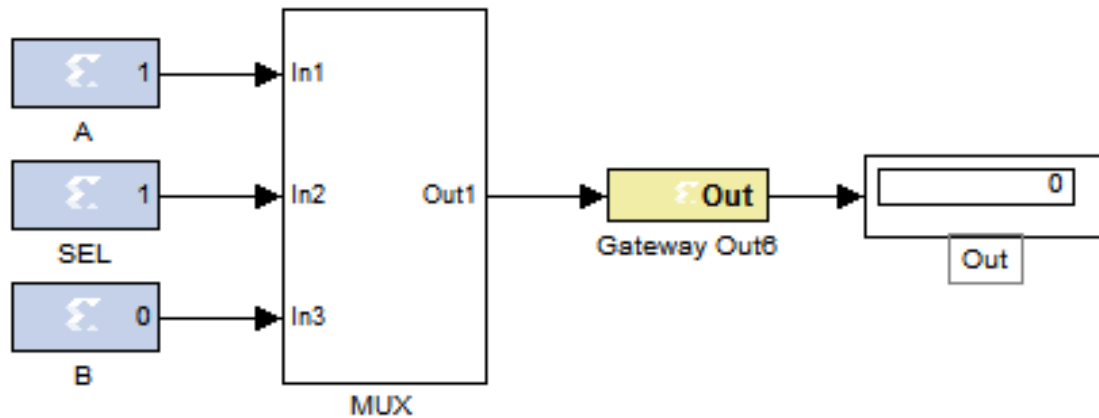 1
A
In1
1
SEL
In2
0
B
In3
Out1
MUX
Out
Gateway Out6
0
Out